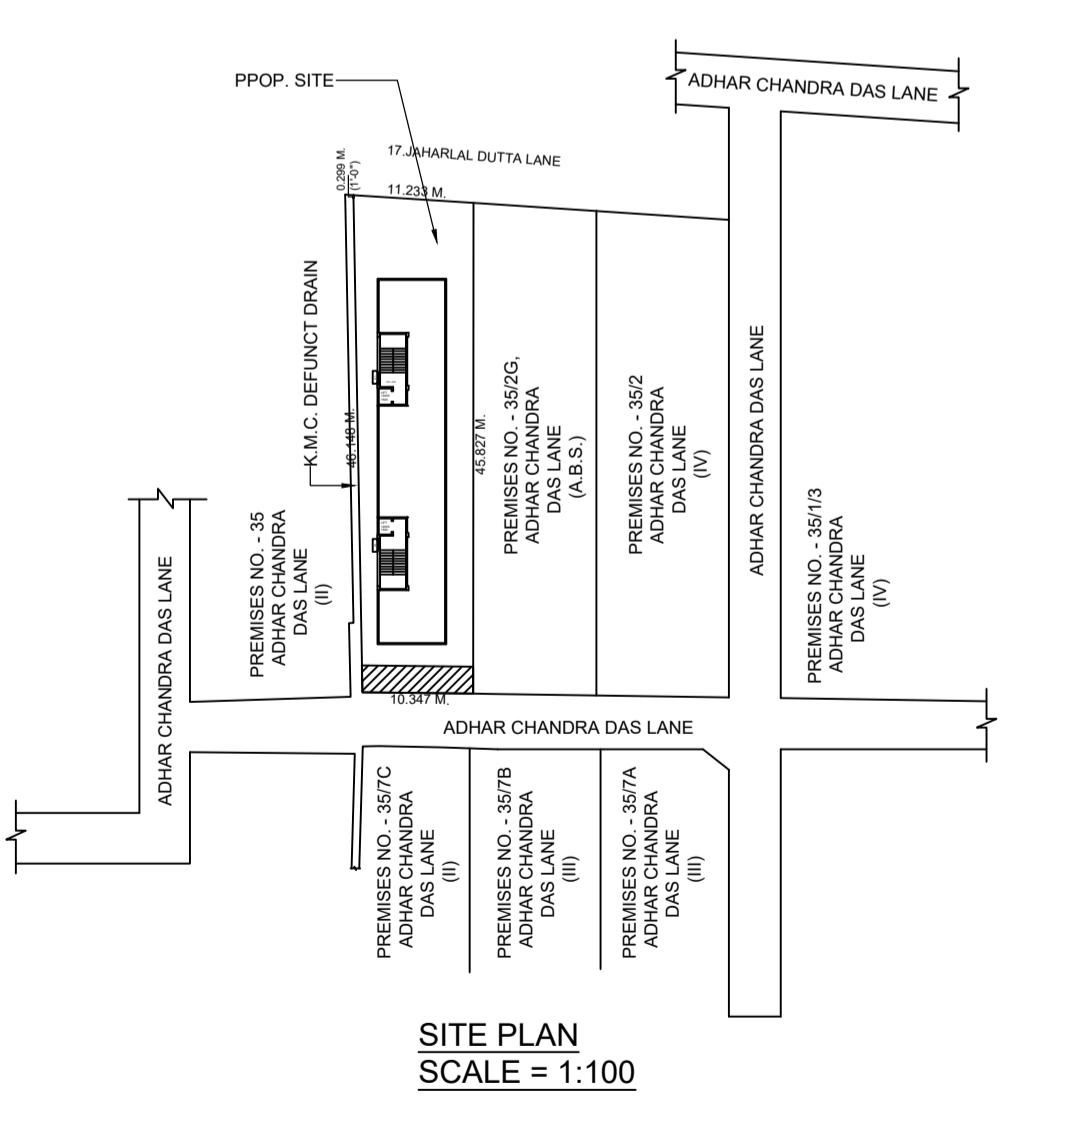 PPOP. SITE
ADHAR CHANDRA DAS LANE
0.299 M.
(1'-0")
17.JAHARLAL DUTTA LANE
11.233 M.
K.M.C. DEFUNCT DRAIN
46.148 M.
45.827 M.
PREMISES NO. - 35/2G,
ADHAR CHANDRA
DAS LANE
(A.B.S.)
PREMISES NO. - 35/2
ADHAR CHANDRA
DAS LANE
(IV)
ADHAR CHANDRA DAS LANE
PREMISES NO. - 35/1/3
ADHAR CHANDRA
DAS LANE
(IV)
ADHAR CHANDRA DAS LANE
PREMISES NO. - 35
ADHAR CHANDRA
DAS LANE
(II)
10.347 M.
ADHAR CHANDRA DAS LANE
PREMISES NO. - 35/7C
ADHAR CHANDRA
DAS LANE
(II)
PREMISES NO. - 35/7B
ADHAR CHANDRA
DAS LANE
(III)
PREMISES NO. - 35/7A
ADHAR CHANDRA
DAS LANE
(III)
SITE PLAN
SCALE = 1:100